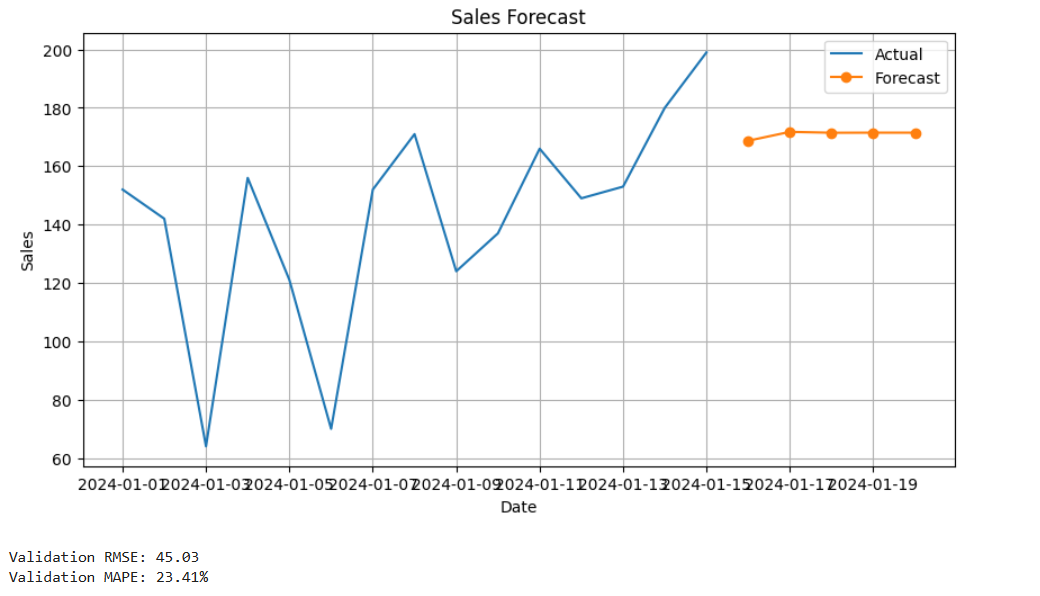 Sales Forecast
Actual
Forecast
200
180
160
140
120
100
80
60
Sales
2024-01-01 2024-01-03 2024-01-05 2024-01-07 2024-01-09 2024-01-11 2024-01-13 2024-01-15 2024-01-17 2024-01-19
Date
Validation RMSE: 45.03
Validation MAPE: 23.41%